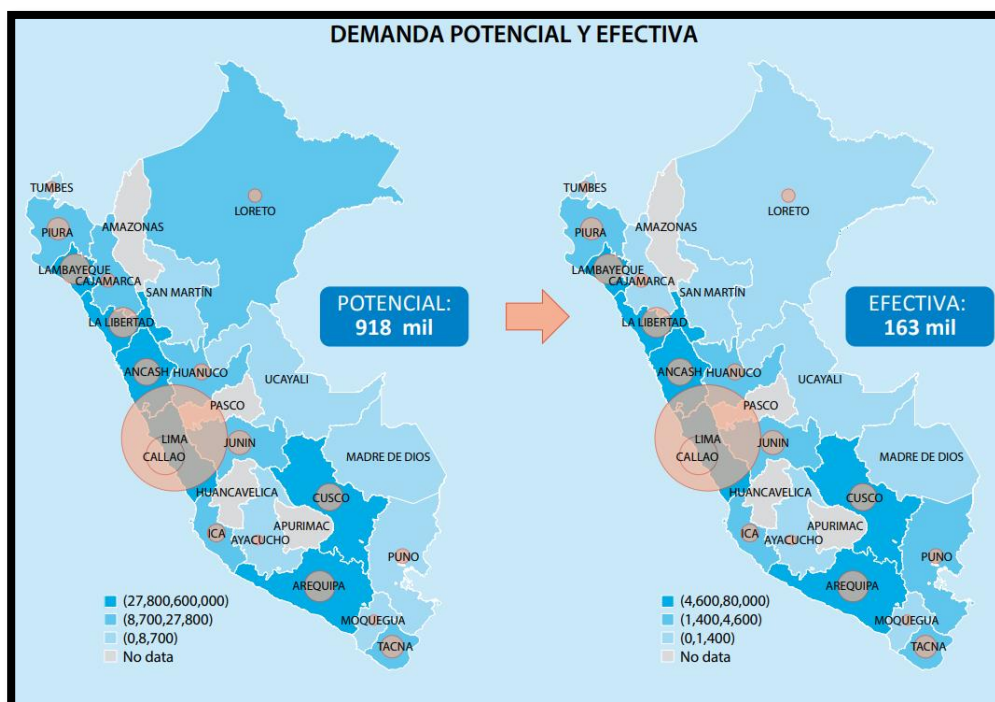 DEMANDA POTENCIAL Y EFECTIVA
TUMBES
LORETO
AMAZONAS
PIURA
LAMBAYEQUE
CAJAMARCA
SAN MARTÍN
LA LIBERTAD
POTENCIAL:
918 mil
ANCASH
HUANUCO
UCAYALI
PASCO
LIMA
JUNIN
CALLAO
MADRE DE DIOS
HUANCAVELICA
CUSCO
APURIMAC
ICA
AYACUCHO
PUNO
AREQUIPA
MOQUEGUA
TACNA
(27,800,600,000)
(8,700,27,800)
(0,8,700)
No data
TUMBES
LORETO
AMAZONAS
PIURA
LAMBAYEQUE
CAJAMARCA
SAN MARTÍN
LA LIBERTAD
EFECTIVA:
163 mil
ANCASH
HUANUCO
UCAYALI
PASCO
LIMA
JUNIN
CALLAO
MADRE DE DIOS
HUANCAVELICA
CUSCO
APURIMAC
ICA
AYACUCHO
PUNO
AREQUIPA
MOQUEGUA
TACNA
(4,600,80,000)
(1,400,4,600)
(0,1,400)
No data